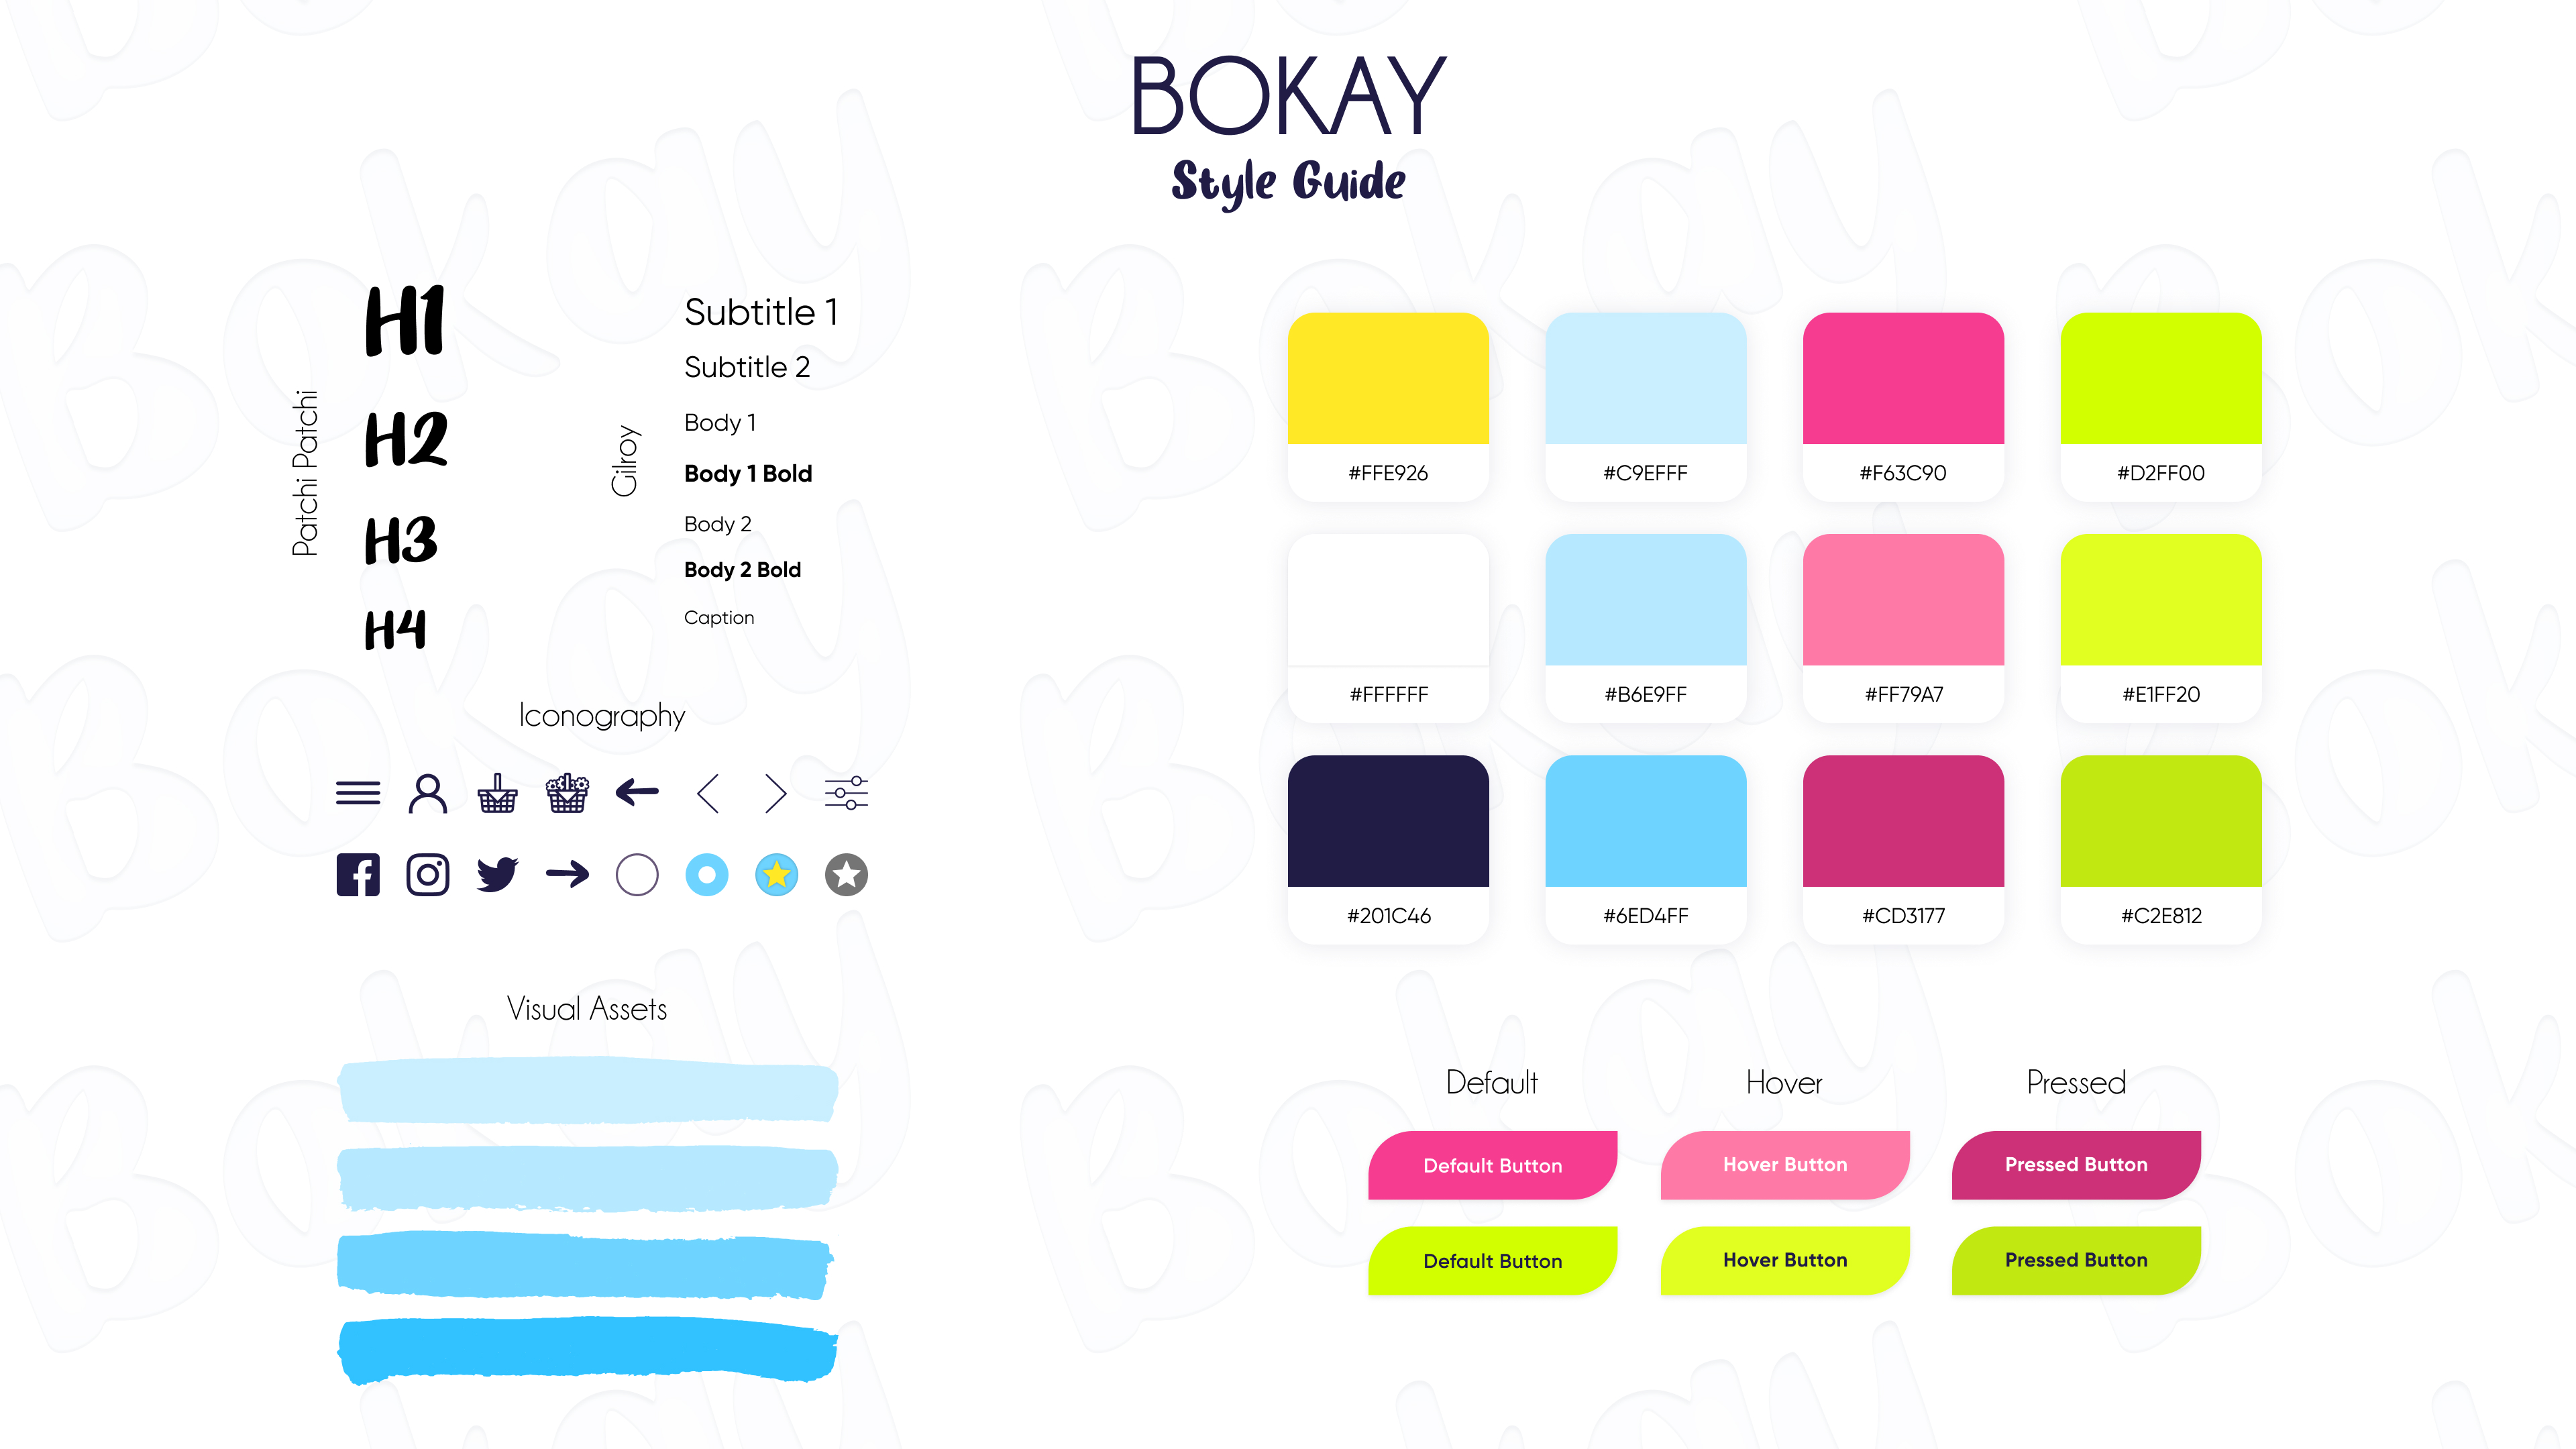 BOKAY
Style Guide
Patchi Patchi
H1
H2
H3
H4
Gilroy
Subtitle 1
Subtitle 2
Body 1
Body 1 Bold
Body 2
Body 2 Bold
Caption
Iconography
Visual Assets
#FFE926 #C9EFFF #F63C90 #D2FF00
#FFFFFF #B6E9FF #FF79A7 #E1FF20
#201C46 #6ED4FF #CD3177 #C2E812
Default Hover Pressed
Default Button Hover Button Pressed Button
Default Button Hover Button Pressed Button
Bokay